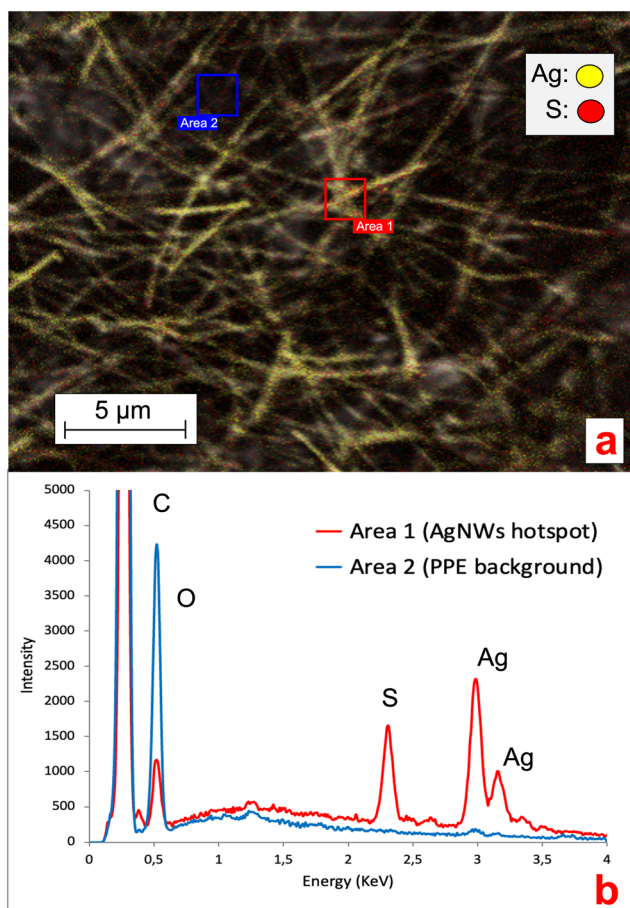 Ag:
S:
Area 2
Area 1
5 µm
a
5000
4500
4000
3500
3000
2500
2000
1500
1000
500
0
Intensity
C
O
S
Ag
Ag
Area 1 (AgNWs hotspot)
Area 2 (PPE background)
0
0,5
1
1,5
2
2,5
3
3,5
4
Energy (KeV)
b